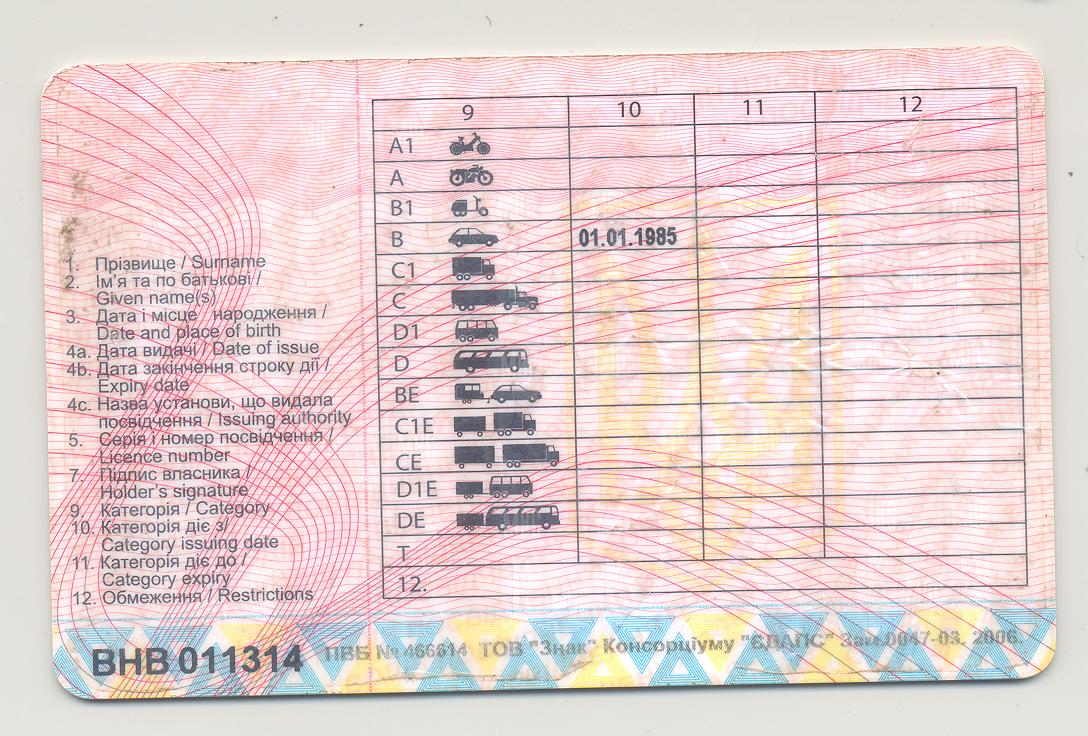 9 10 11 12
A1
A
B1
B 01.01.1985
C1
C
D1
D
BE
C1E
CE
D1E
DE
T
12.
1. Прізвище / Surname
2. Ім'я та по батькові /
Given name(s)
3. Дата і місце народження /
Date and place of birth
4a. Дата видачі / Date of issue
4b. Дата закінчення строку дії /
Expiry date
4c. Назва установи, що видала
посвідчення / Issuing authority
5. Серія і номер посвідчення /
Licence number
7. Підпис власника /
Holder's signature
9. Категорія / Category
10. Категорія діє з/
Category issuing date
11. Категорія діє до /
Category expiry
12. Обмеження / Restrictions
ВНВ 011314
ПВБ № 466614 ТОВ "Знак" Консорціуму "ЄДАПС" Зам.0047-03. 2006.